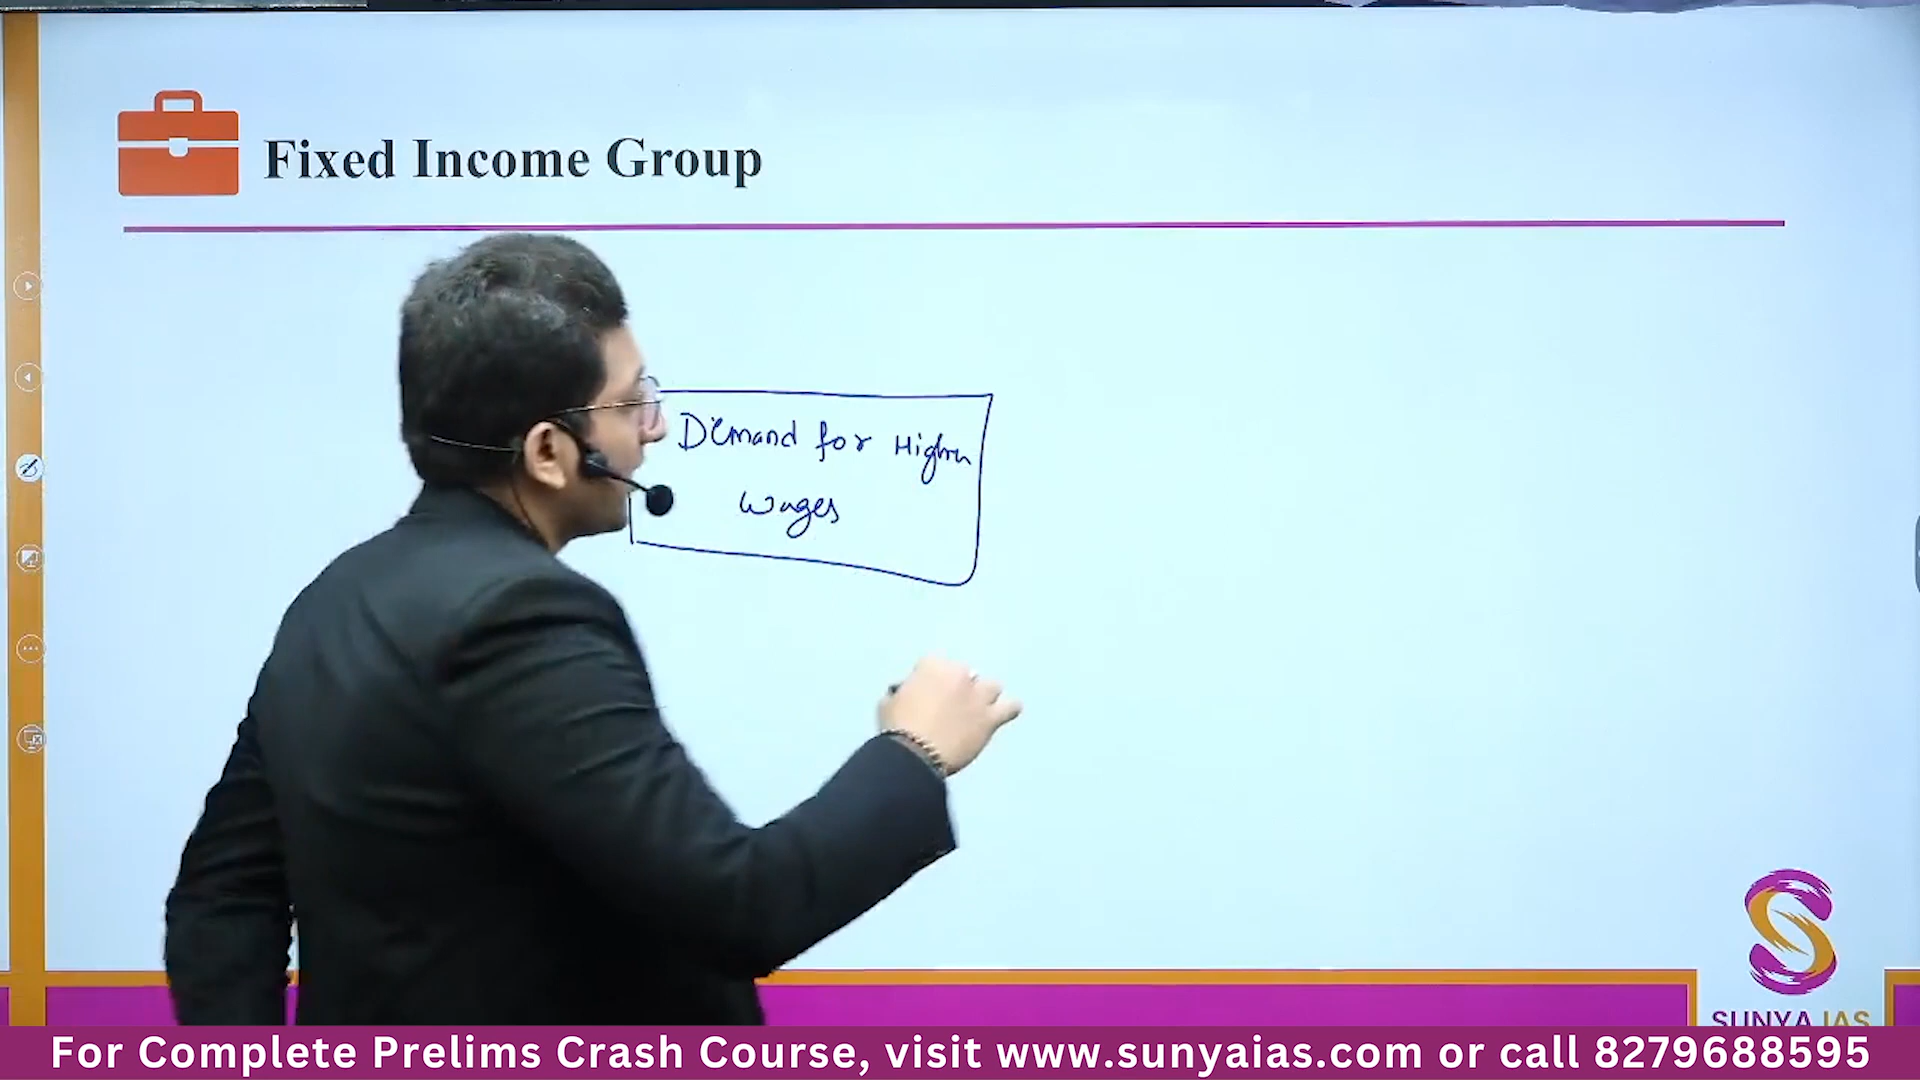 Fixed Income Group
Demand for Higher
Wages
SUNYA IAS
For Complete Prelims Crash Course, visit www.sunyaias.com or call 8279688595